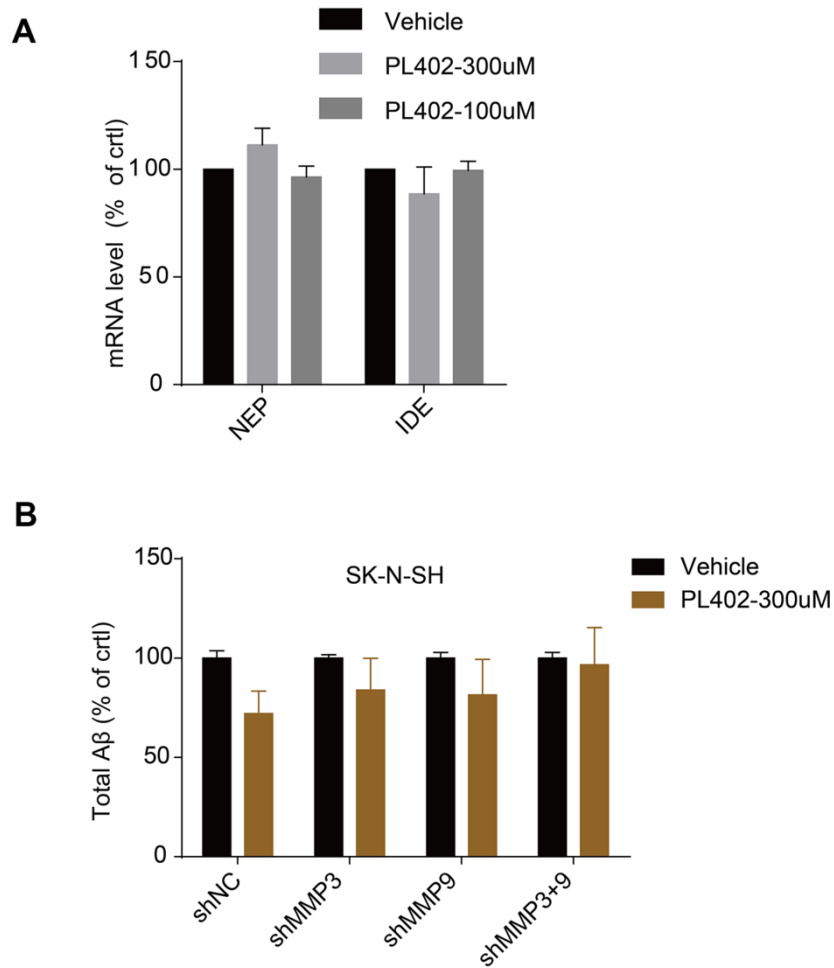 A
Vehicle
PL402-300uM
PL402-100uM
150
100
50
0
mRNA level (% of crtl)
NEP
IDE
B
SK-N-SH
Vehicle
PL402-300uM
150
100
50
0
Total Aβ (% of crtl)
shNC
shMMP3
shMMP9
shMMP3+9